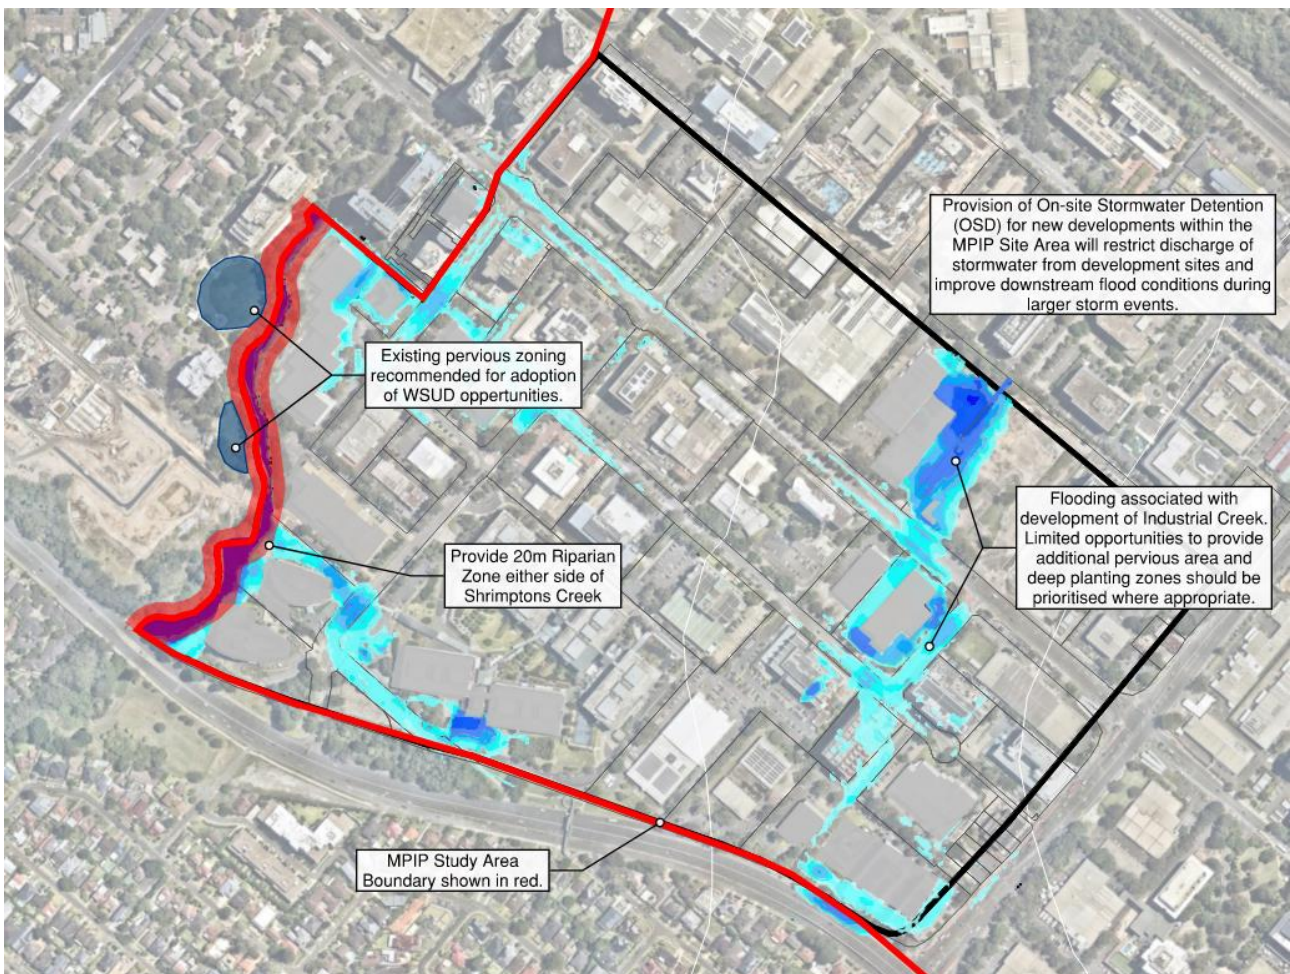 Provision of On-site Stormwater Detention
(OSD) for new developments within the
MPIP Site Area will restrict discharge of
stormwater from development sites and
improve downstream flood conditions during
larger storm events.
Existing pervious zoning
recommended for adoption
of WSUD oppertunities.
Flooding associated with
development of Industrial Creek.
Limited opportunities to provide
additional pervious area and
deep planting zones should be
prioritised where appropriate.
Provide 20m Riparian
Zone either side of
Shrimptons Creek
MPIP Study Area
Boundary shown in red.